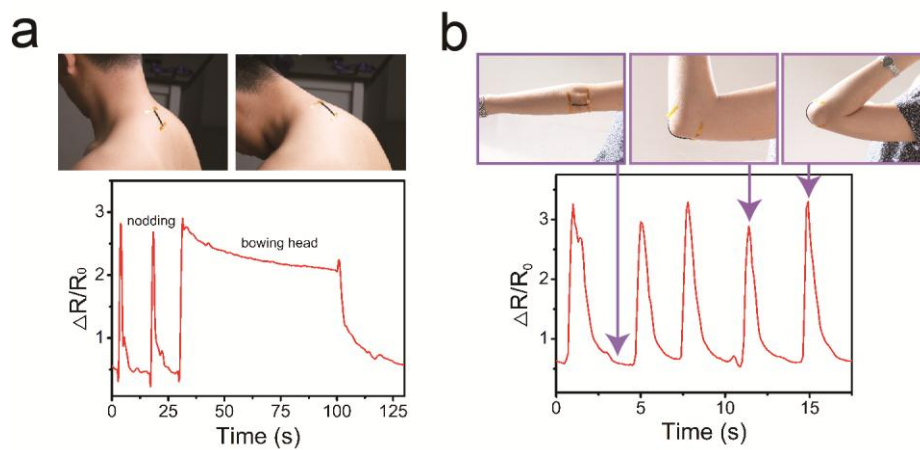 a
b
nodding
bowing head
ΔR/R₀
3
2
1
0
25
50
75
100
125
Time (s)
ΔR/R₀
3
2
1
0
5
10
15
Time (s)